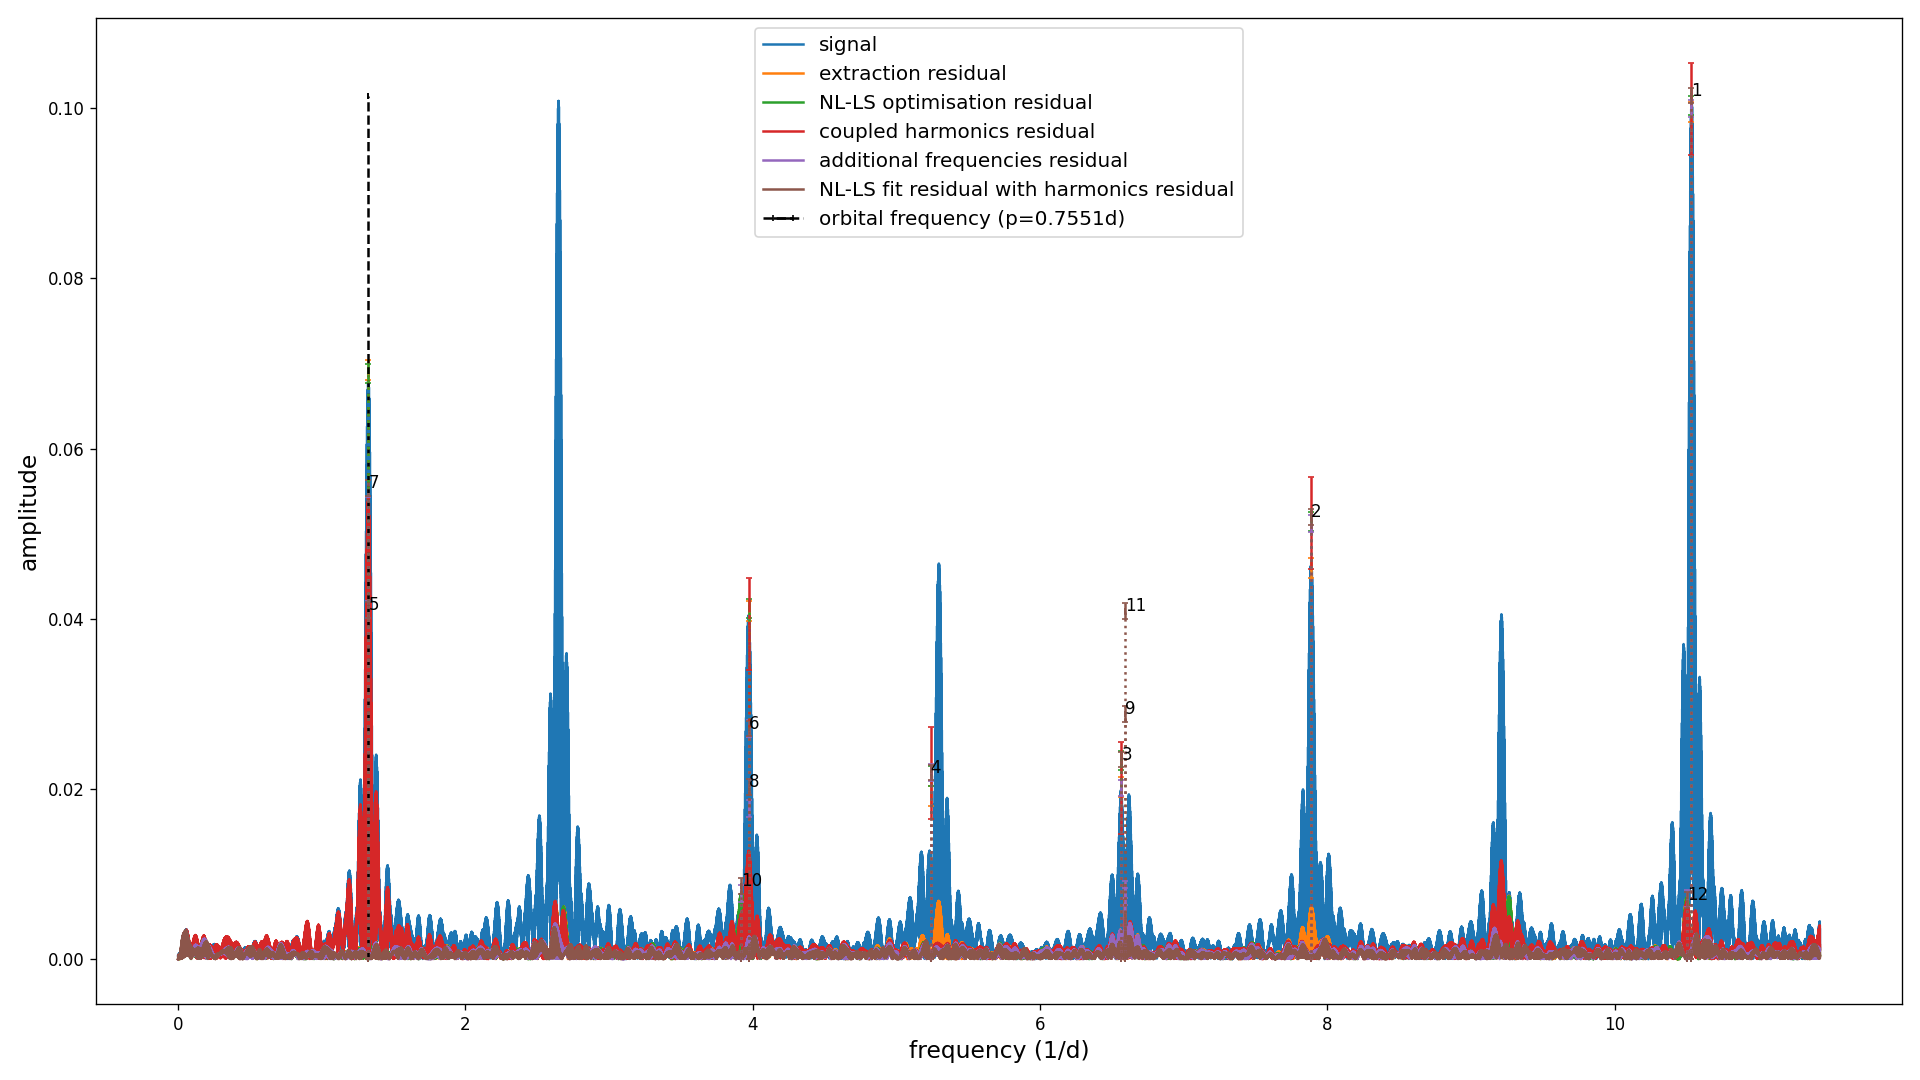 signal
extraction residual
NL-LS optimisation residual
coupled harmonics residual
additional frequencies residual
NL-LS fit residual with harmonics residual
orbital frequency (p=0.7551d)
1
7
2
5
11
6
9
3
4
8
10
12
0.10
0.08
0.06
0.04
0.02
0.00
amplitude
0 2 4 6 8 10
frequency (1/d)